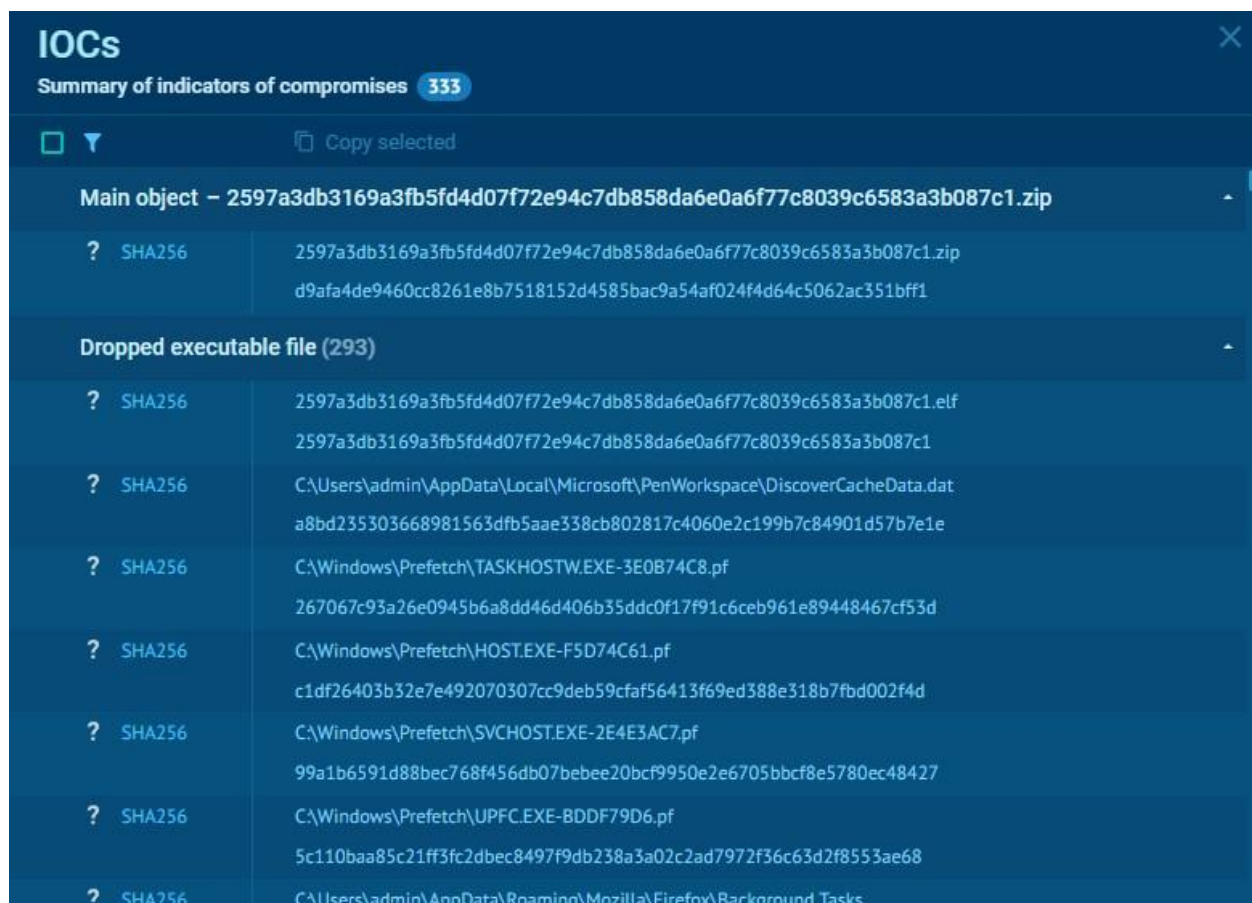 IOCs
Summary of indicators of compromises 333
Copy selected
Main object – 2597a3db3169a3fb5fd4d07f72e94c7db858da6e0a6f77c8039c6583a3b087c1.zip
? SHA256 2597a3db3169a3fb5fd4d07f72e94c7db858da6e0a6f77c8039c6583a3b087c1.zip
d9afa4de9460cc8261e8b7518152d4585bac9a54af024f4d64c5062ac351bff1
Dropped executable file (293)
? SHA256 2597a3db3169a3fb5fd4d07f72e94c7db858da6e0a6f77c8039c6583a3b087c1.elf
2597a3db3169a3fb5fd4d07f72e94c7db858da6e0a6f77c8039c6583a3b087c1
? SHA256 C:\Users\admin\AppData\Local\Microsoft\PenWorkspace\DiscoverCacheData.dat
a8bd235303668981563dfb5aae338cb802817c4060e2c199b7c84901d57b7e1e
? SHA256 C:\Windows\Prefetch\TASKHOSTW.EXE-3E0B74C8.pf
267067c93a26e0945b6a8dd46d406b35ddc0f17f91c6ceb961e89448467cf53d
? SHA256 C:\Windows\Prefetch\HOST.EXE-F5D74C61.pf
c1df26403b32e7e492070307cc9deb59cfaf56413f69ed388e318b7fbd002f4d
? SHA256 C:\Windows\Prefetch\SVCHOST.EXE-2E4E3AC7.pf
99a1b6591d88bec768f456db07bebee20bcf9950e2e6705bbcf8e5780ec48427
? SHA256 C:\Windows\Prefetch\UPFC.EXE-BDDF79D6.pf
5c110baa85c21ff3fc2dbec8497f9db238a3a02c2ad7972f36c63d2f8553ae68
? SHA256 C:\Users\admin\AppData\Roaming\Mozilla\Firefox\Background Tasks